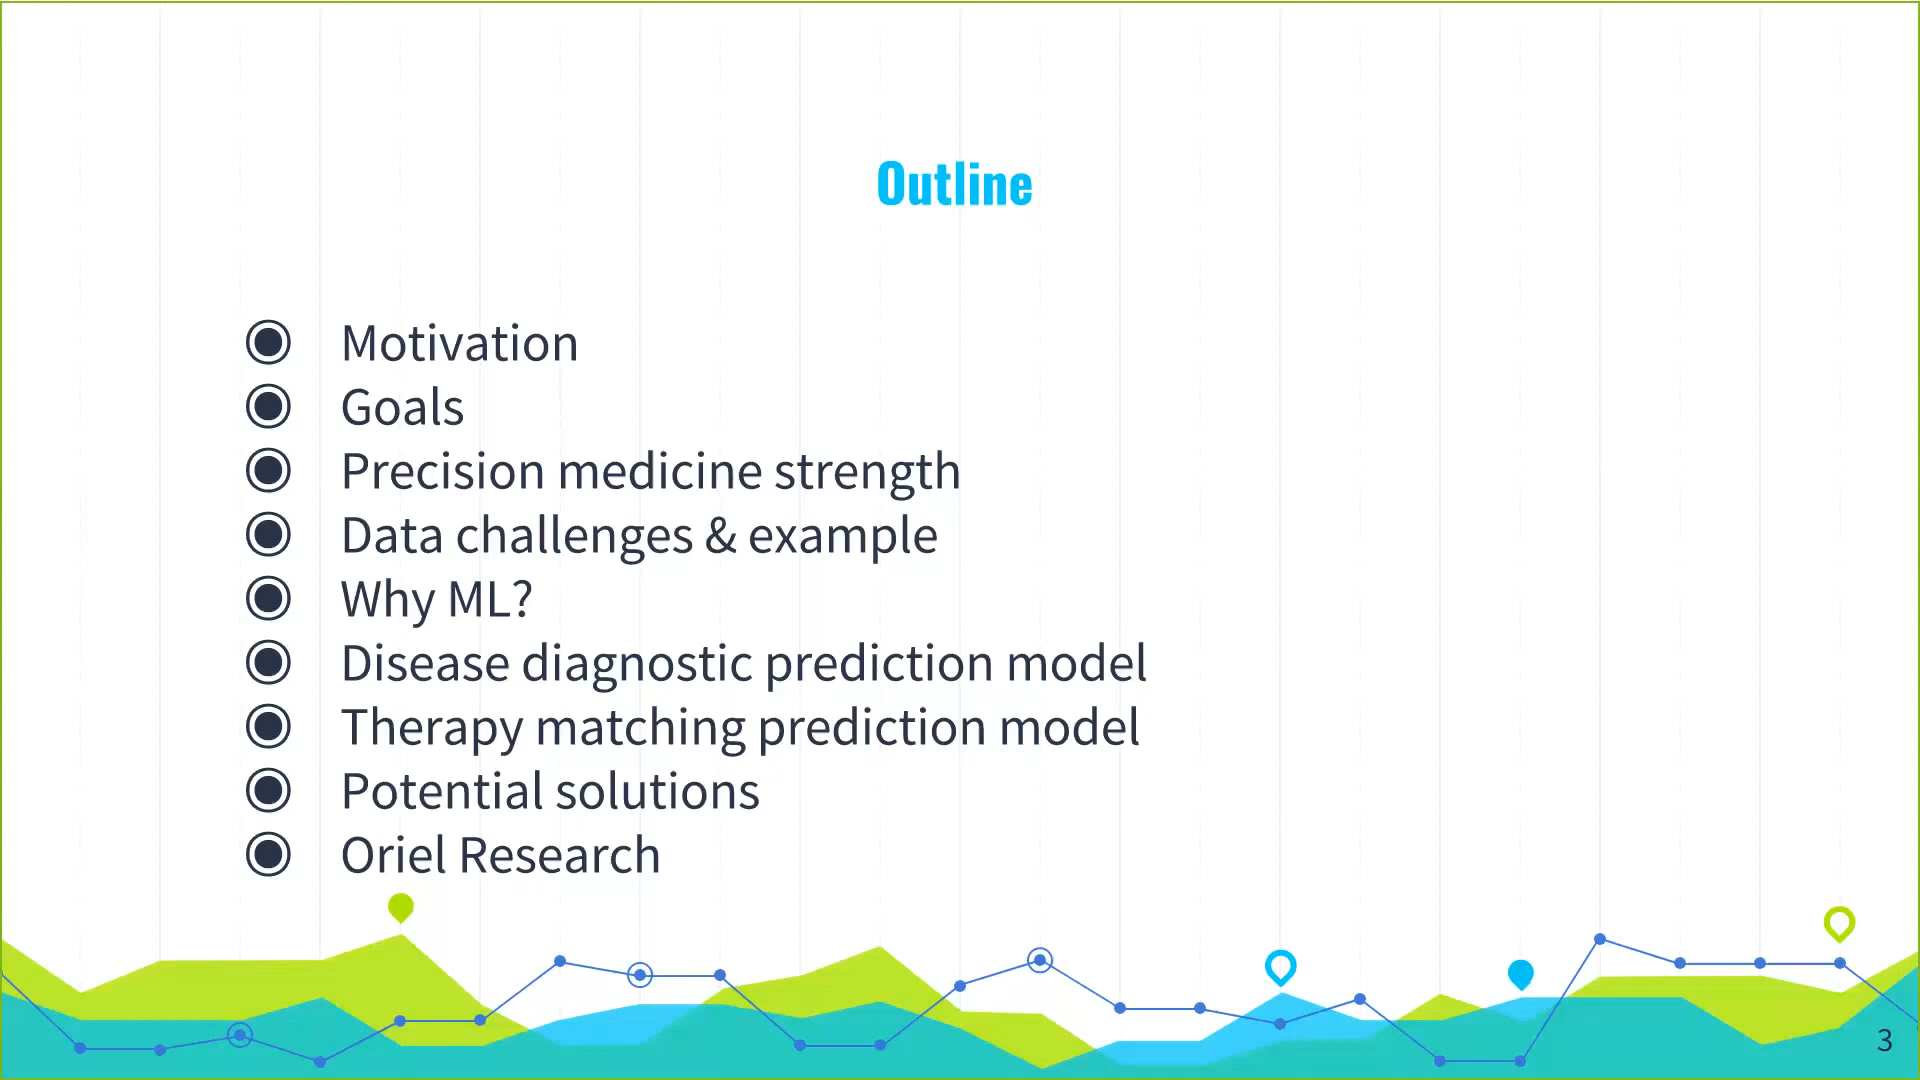 Outline
Motivation
Goals
Precision medicine strength
Data challenges & example
Why ML?
Disease diagnostic prediction model
Therapy matching prediction model
Potential solutions
Oriel Research
3